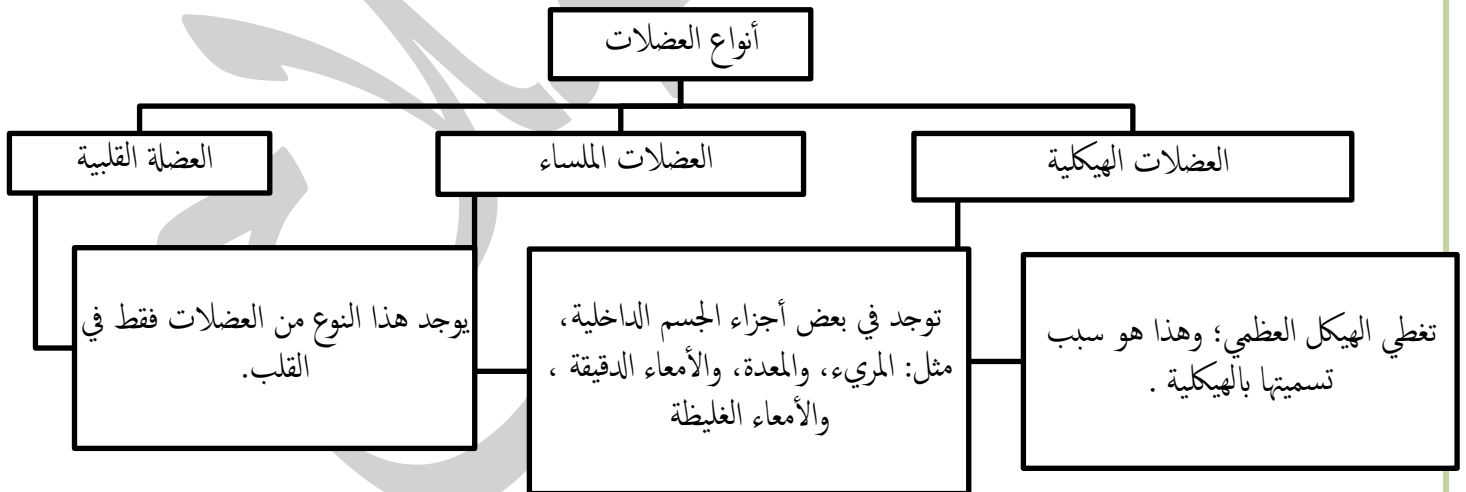 أنواع العضلات
العضلات الهيكلية
العضلات الملساء
العضلة القلبية
تغطي الهيكل العظمي؛ وهذا هو سبب
تسميتها بالهيكلية .
توجد في بعض أجزاء الجسم الداخلية،
مثل: المريء، والمعدة، والأمعاء الدقيقة ،
والأمعاء الغليظة
يوجد هذا النوع من العضلات فقط في
القلب.